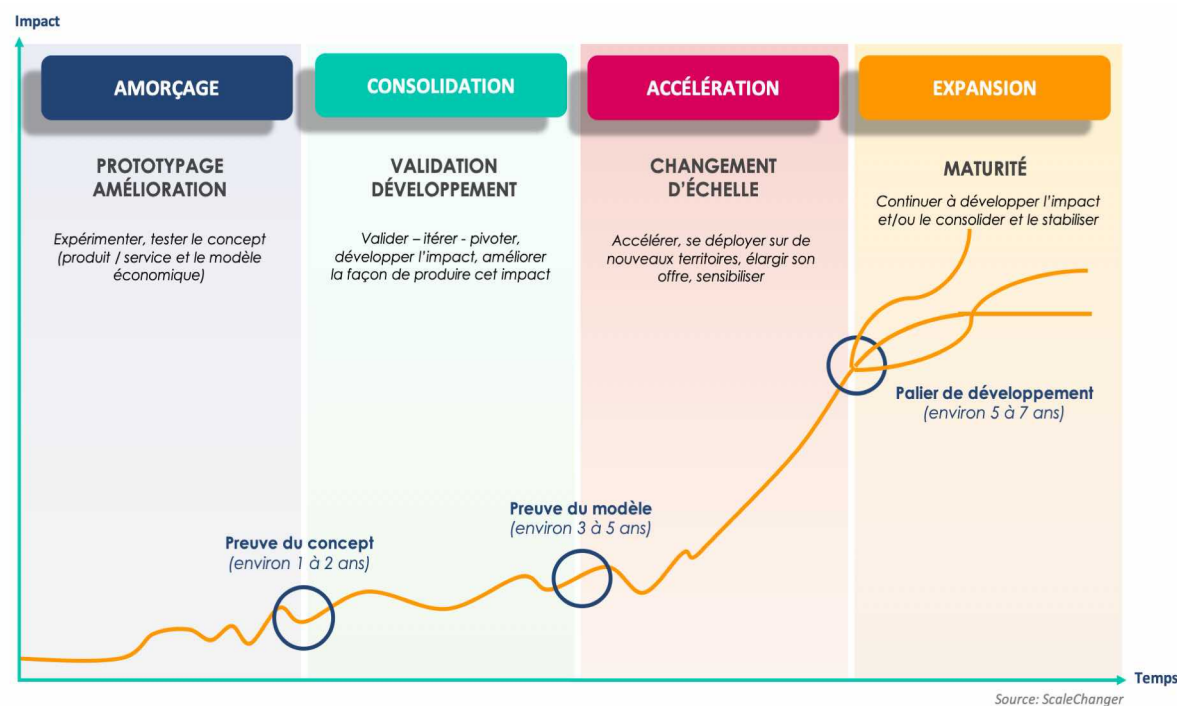 Impact
AMORÇAGE
CONSOLIDATION
ACCÉLÉRATION
EXPANSION
PROTOTYPAGE
AMÉLIORATION
Expérimenter, tester le concept
(produit / service et le modèle
économique)
VALIDATION
DÉVELOPPEMENT
Valider – itérer - pivoter,
développer l'impact, améliorer
la façon de produire cet impact
CHANGEMENT
D'ÉCHELLE
Accélérer, se déployer sur de
nouveaux territoires, élargir son
offre, sensibiliser
MATURITÉ
Continuer à développer l'impact
et/ou le consolider et le stabiliser
Palier de développement
(environ 5 à 7 ans)
Preuve du modèle
(environ 3 à 5 ans)
Preuve du concept
(environ 1 à 2 ans)
Temps
Source: ScaleChanger